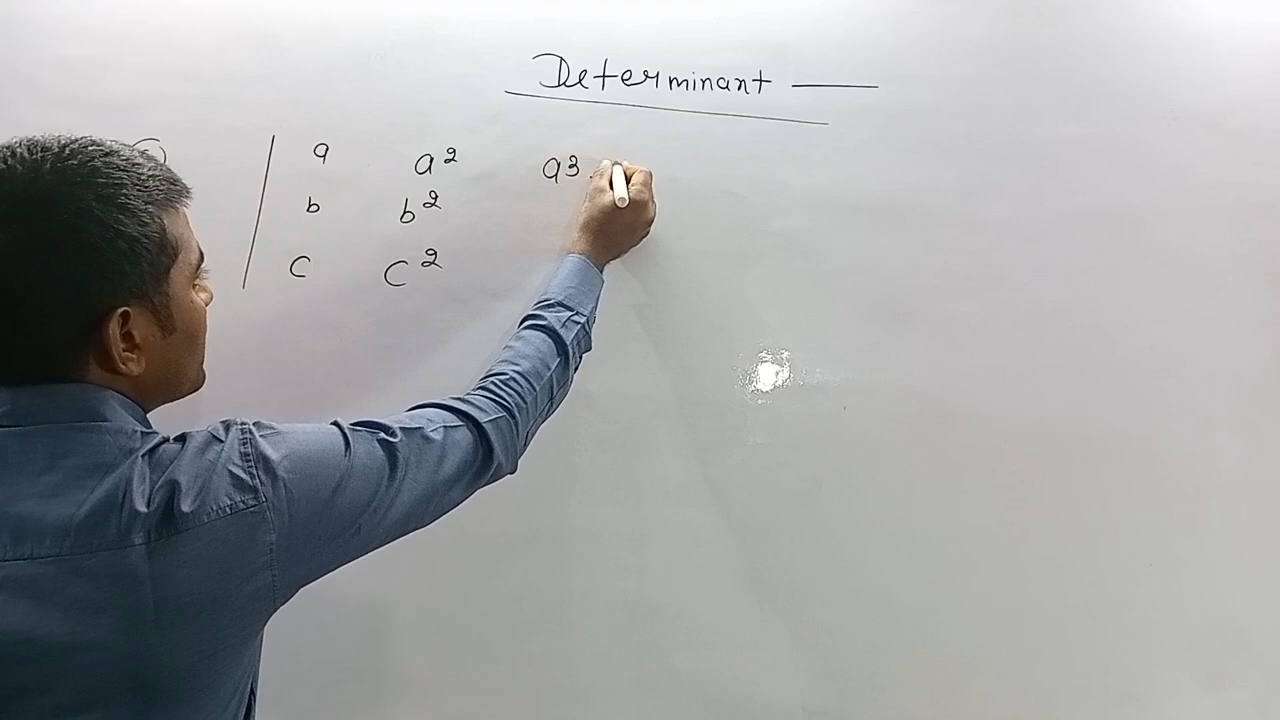 Determinant
a a² a³
b b²
c c²